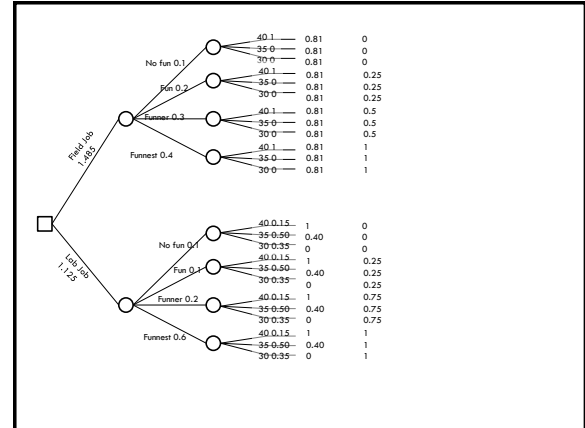 40 1 0.81 0
35 0 0.81 0
30 0 0.81 0
No fun 0.1
40 1 0.81 0.25
35 0 0.81 0.25
30 0 0.81 0.25
Fun 0.2
40 1 0.81 0.5
35 0 0.81 0.5
30 0 0.81 0.5
Funner 0.3
40 1 0.81 1
35 0 0.81 1
30 0 0.81 1
Funnest 0.4
Field Job
1.485
40 0.15 1 0
35 0.50 0.40 0
30 0.35 0 0
No fun 0.1
40 0.15 1 0.25
35 0.50 0.40 0.25
30 0.35 0 0.25
Fun 0.1
Lab Job
1.125
40 0.15 1 0.75
35 0.50 0.40 0.75
30 0.35 0 0.75
Funner 0.2
40 0.15 1 1
35 0.50 0.40 1
30 0.35 0 1
Funnest 0.6